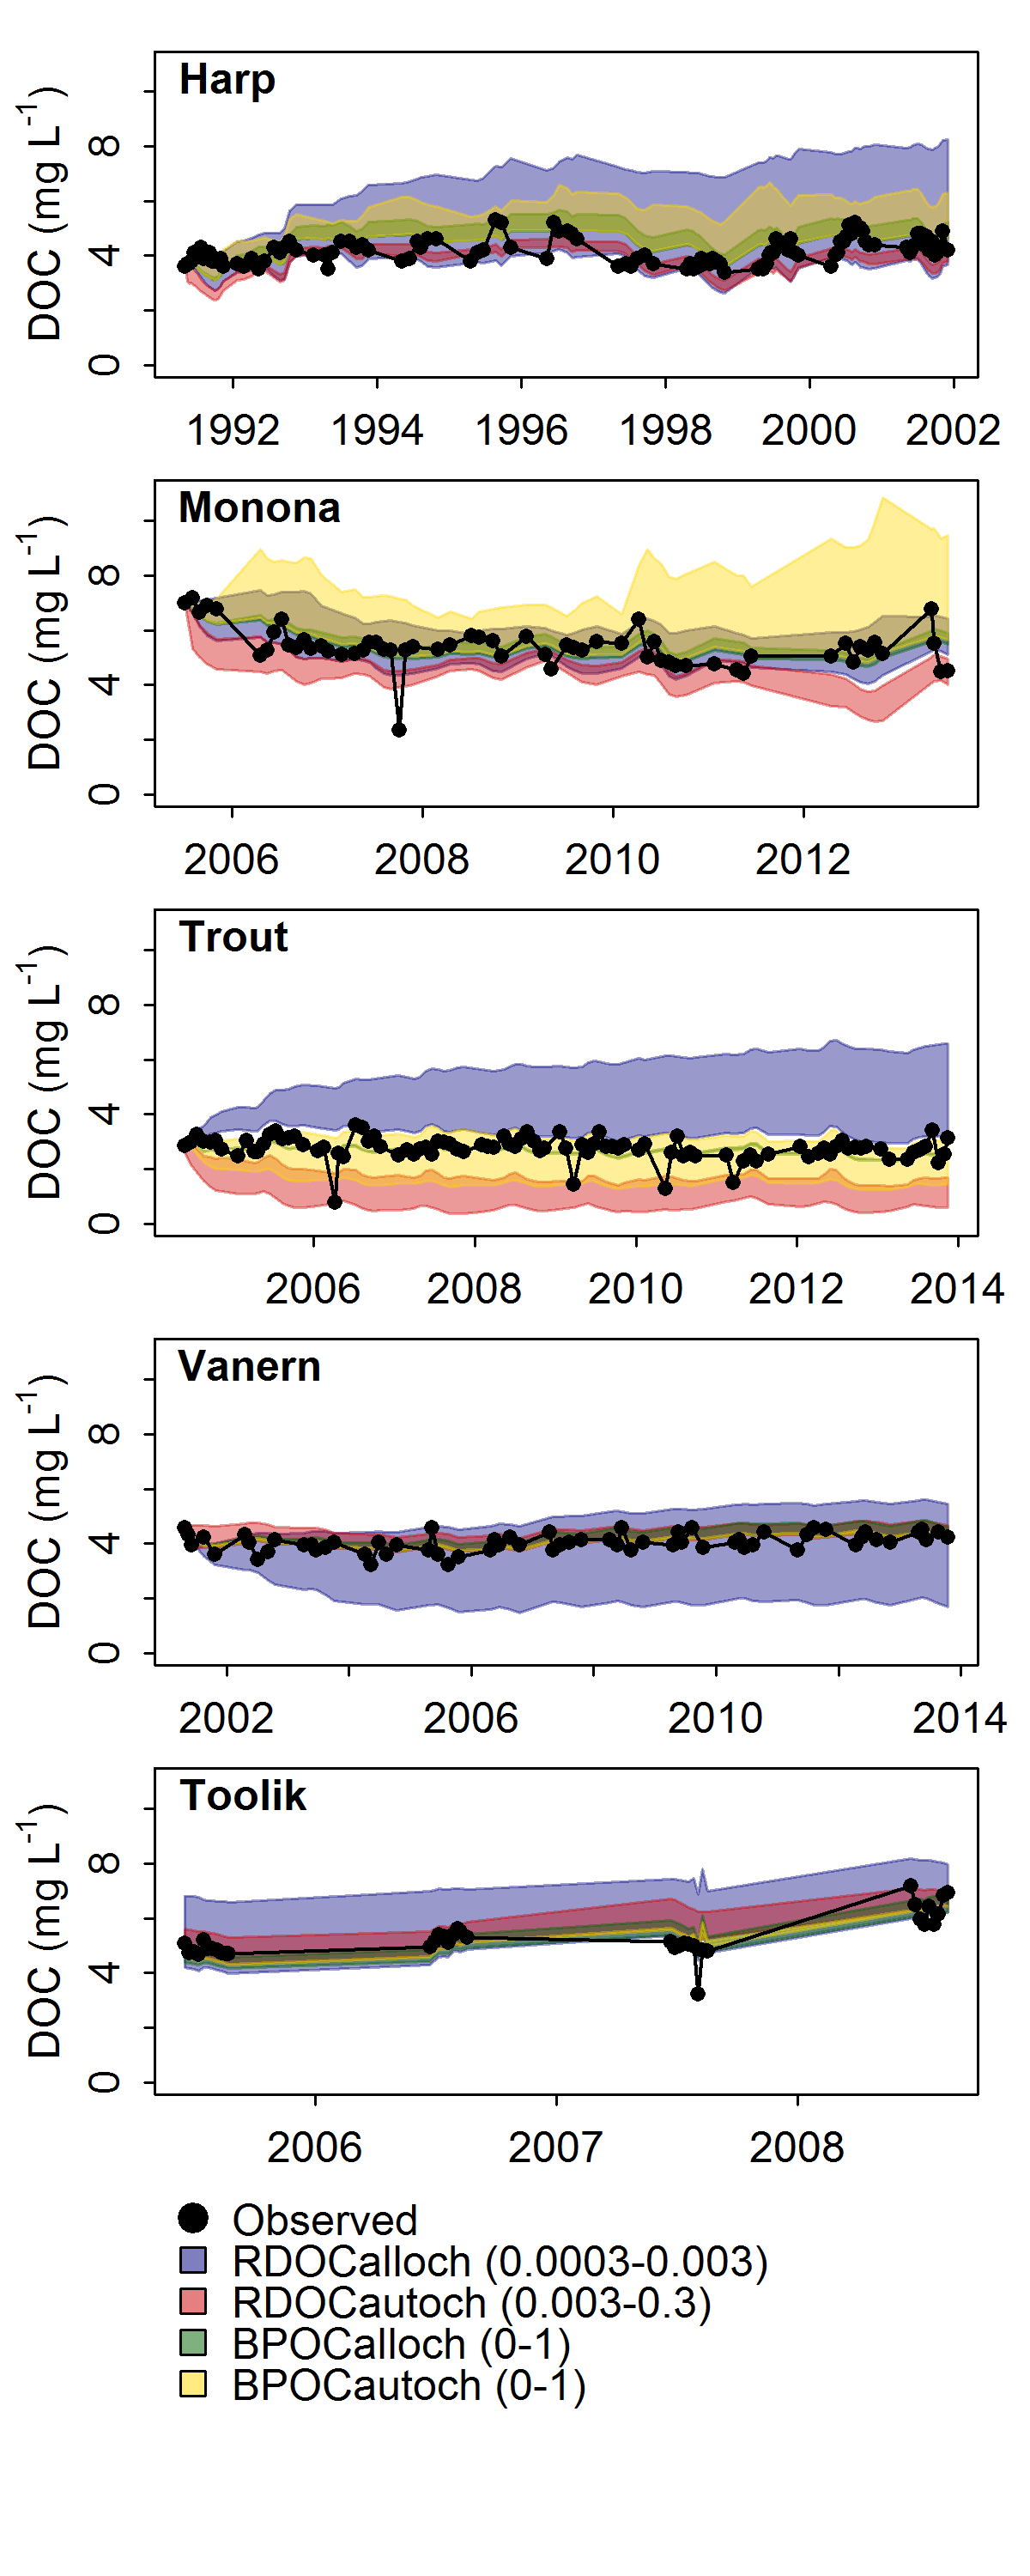 Harp
DOC (mg L-1)
8
4
0
1992 1994 1996 1998 2000 2002
Monona
DOC (mg L-1)
8
4
0
2006 2008 2010 2012
Trout
DOC (mg L-1)
8
4
0
2006 2008 2010 2012 2014
Vanern
DOC (mg L-1)
8
4
0
2002 2006 2010 2014
Toolik
DOC (mg L-1)
8
4
0
2006 2007 2008
Observed
RDOCalloch (0.0003-0.003)
RDOCautoch (0.003-0.3)
BPOCalloch (0-1)
BPOCautoch (0-1)